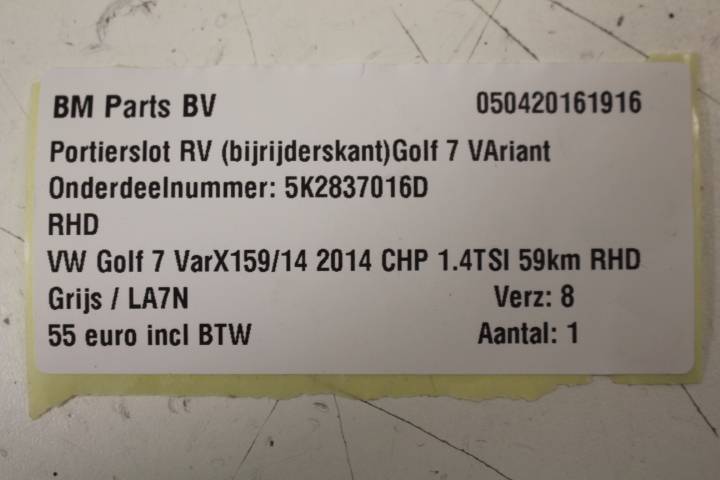 BM Parts BV 050420161916
Portierslot RV (bijrijderskant)Golf 7 VAriant
Onderdeelnummer: 5K2837016D
RHD
VW Golf 7 VarX159/14 2014 CHP 1.4TSI 59km RHD
Grijs / LA7N Verz: 8
55 euro incl BTW Aantal: 1